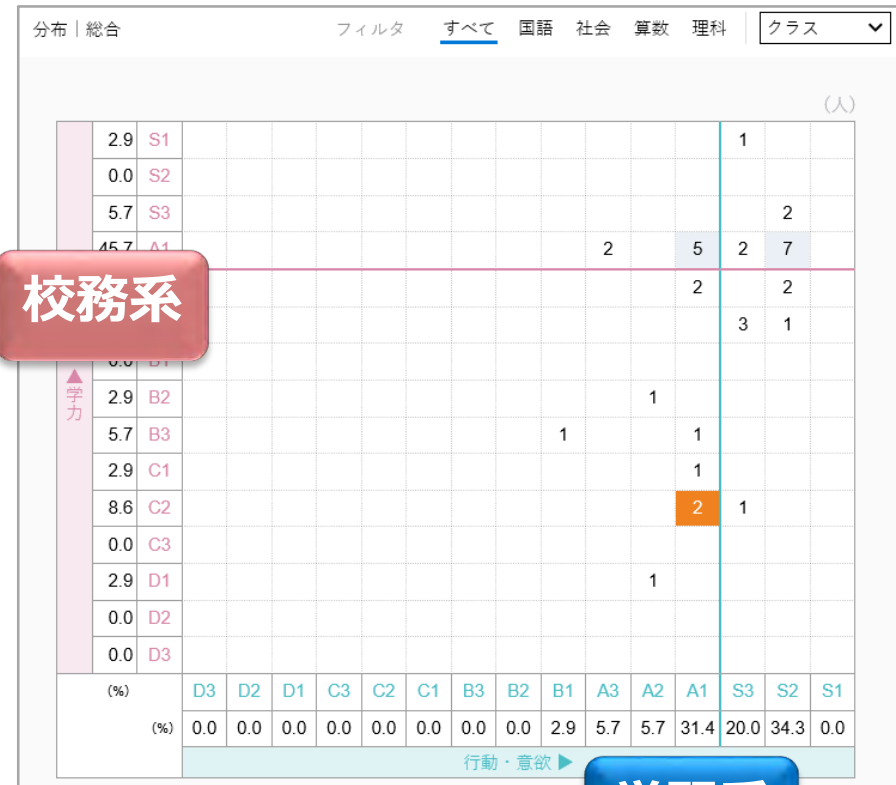 分布｜総合 フィルタ すべて 国語 社会 算数 理科 クラス
(人)
2.9 S1 1
0.0 S2
5.7 S3 2
45.7 A1 2 5 2 7
校務系
2 2
3 1
0.0 B1
▲学力
2.9 B2 1
5.7 B3 1 1
2.9 C1 1
8.6 C2 2 1
0.0 C3
2.9 D1 1
0.0 D2
0.0 D3
(%) D3 D2 D1 C3 C2 C1 B3 B2 B1 A3 A2 A1 S3 S2 S1
(%) 0.0 0.0 0.0 0.0 0.0 0.0 0.0 0.0 2.9 5.7 5.7 31.4 20.0 34.3 0.0
行動・意欲 ▶